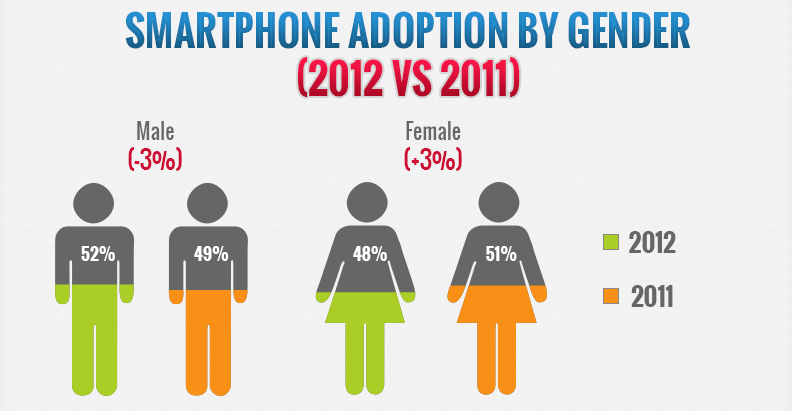 SMARTPHONE ADOPTION BY GENDER
(2012 VS 2011)
Male
(-3%)
Female
(+3%)
52%
49%
48%
51%
2012
2011